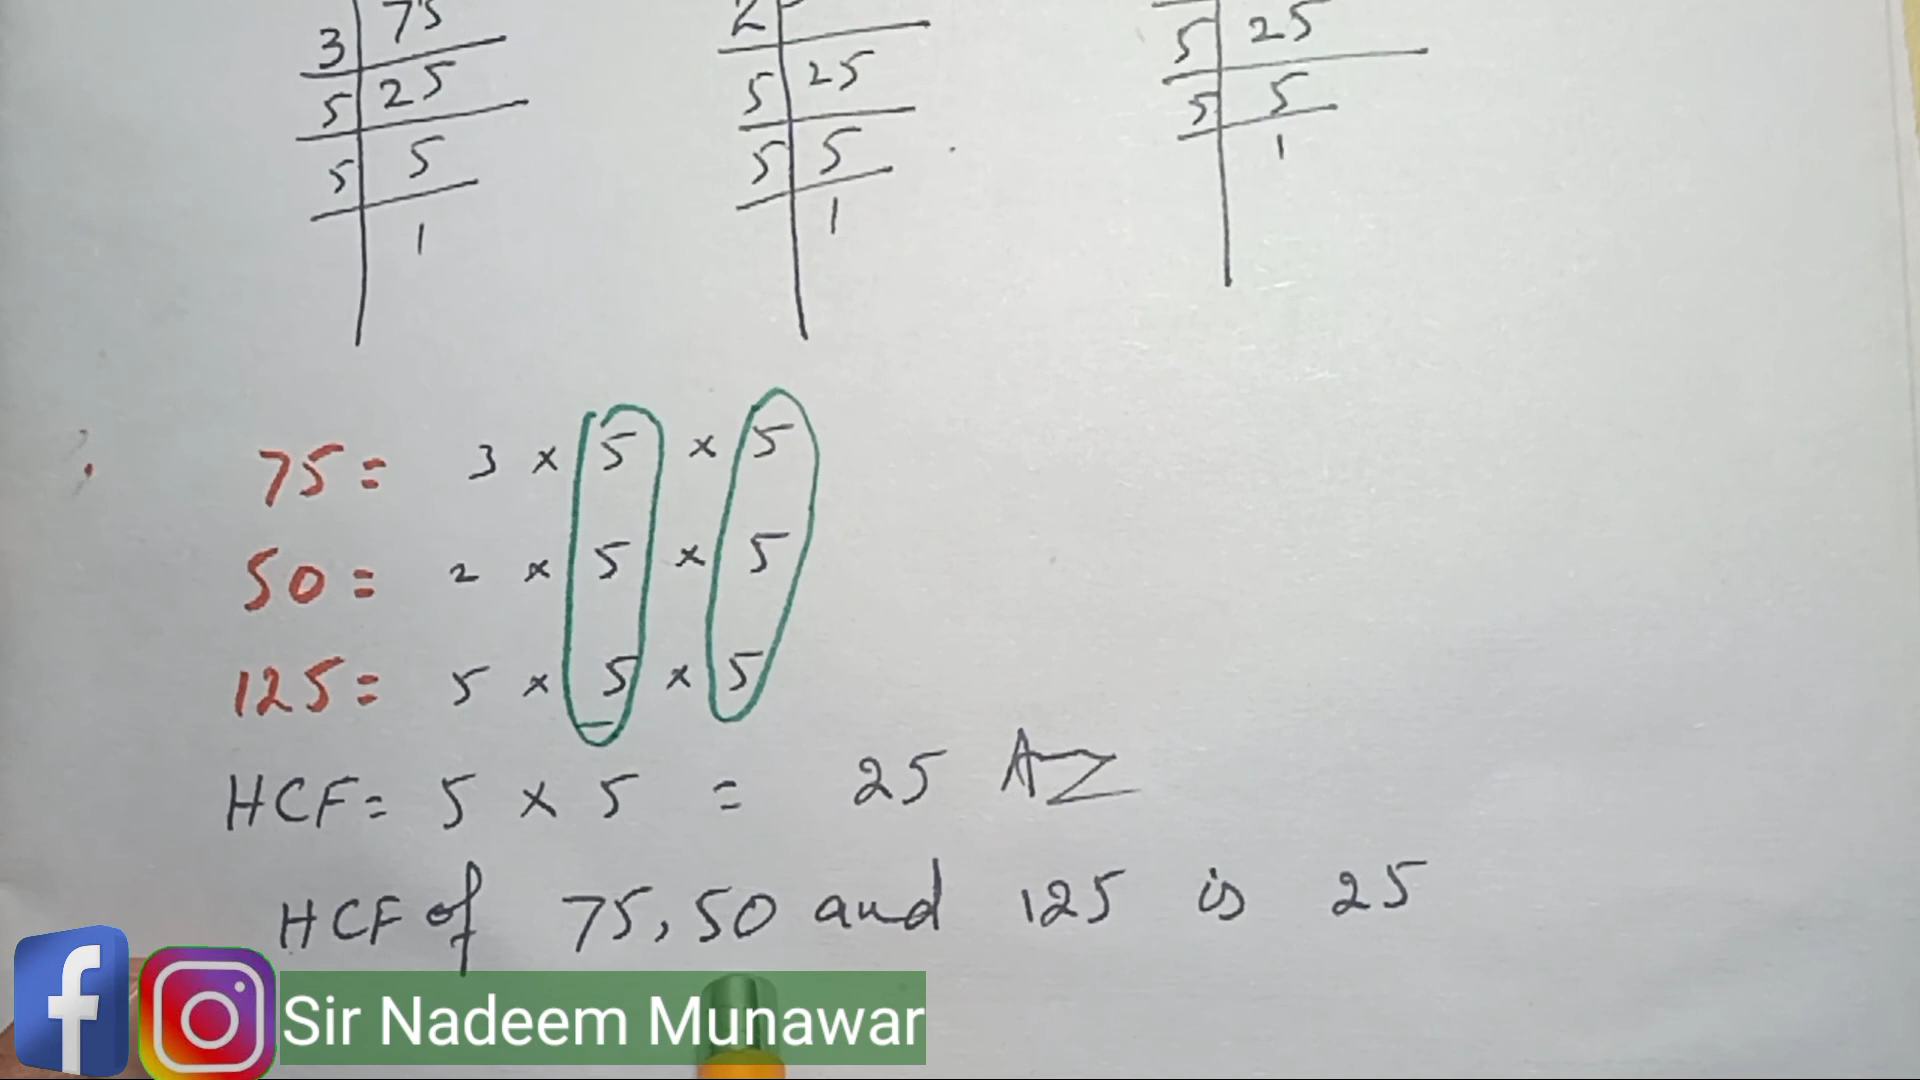 3 75 2 5 25
5 25 5 25 5 5
5 5 5 5 1
1 1
75 = 3 × 5 × 5
50 = 2 × 5 × 5
125 = 5 × 5 × 5
HCF = 5 × 5 = 25
HCF of 75, 50 and 125 is 25
Sir Nadeem Munawar